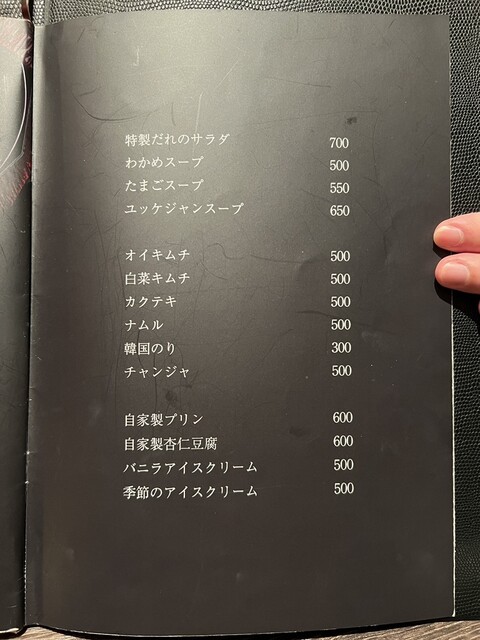 特製だれのサラダ 700
わかめスープ 500
たまごスープ 550
ユッケジャンスープ 650
オイキムチ 500
白菜キムチ 500
カクテキ 500
ナムル 500
韓国のり 300
チャンジャ 500
自家製プリン 600
自家製杏仁豆腐 600
バニラアイスクリーム 500
季節のアイスクリーム 500